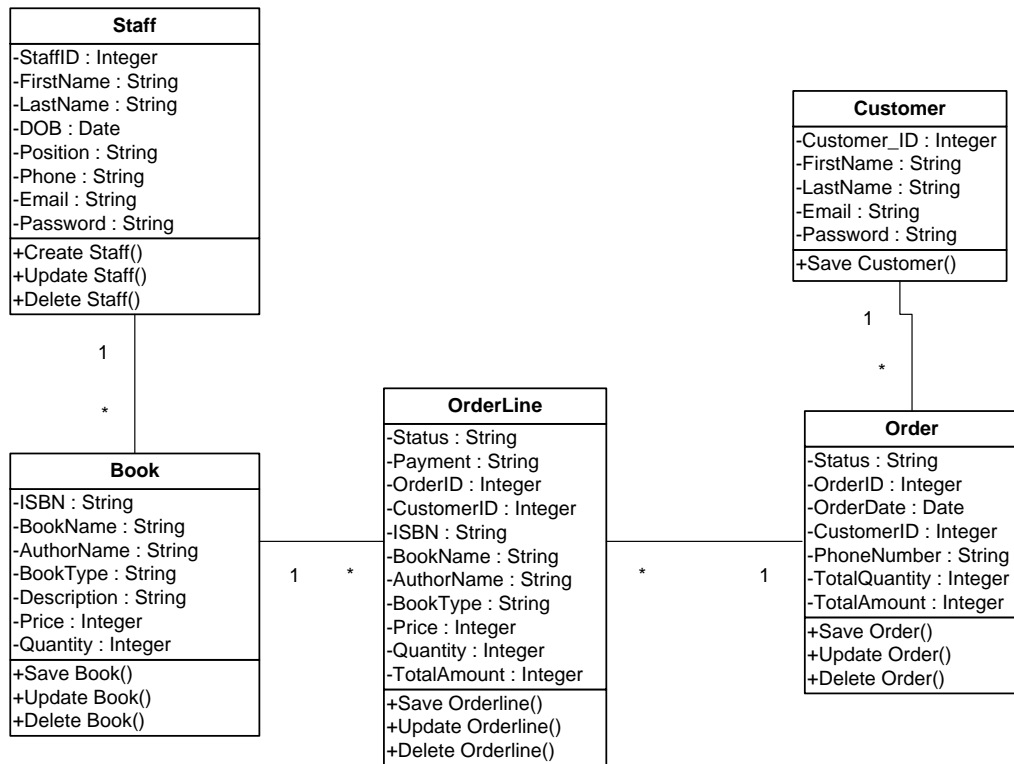 Staff
-StaffID : Integer
-FirstName : String
-LastName : String
-DOB : Date
-Position : String
-Phone : String
-Email : String
-Password : String
+Create Staff()
+Update Staff()
+Delete Staff()
Customer
-Customer_ID : Integer
-FirstName : String
-LastName : String
-Email : String
-Password : String
+Save Customer()
1
*
1
*
Book
-ISBN : String
-BookName : String
-AuthorName : String
-BookType : String
-Description : String
-Price : Integer
-Quantity : Integer
+Save Book()
+Update Book()
+Delete Book()
1
*
OrderLine
-Status : String
-Payment : String
-OrderID : Integer
-CustomerID : Integer
-ISBN : String
-BookName : String
-AuthorName : String
-BookType : String
-Price : Integer
-Quantity : Integer
-TotalAmount : Integer
+Save Orderline()
+Update Orderline()
+Delete Orderline()
*
1
Order
-Status : String
-OrderID : Integer
-OrderDate : Date
-CustomerID : Integer
-PhoneNumber : String
-TotalQuantity : Integer
-TotalAmount : Integer
+Save Order()
+Update Order()
+Delete Order()